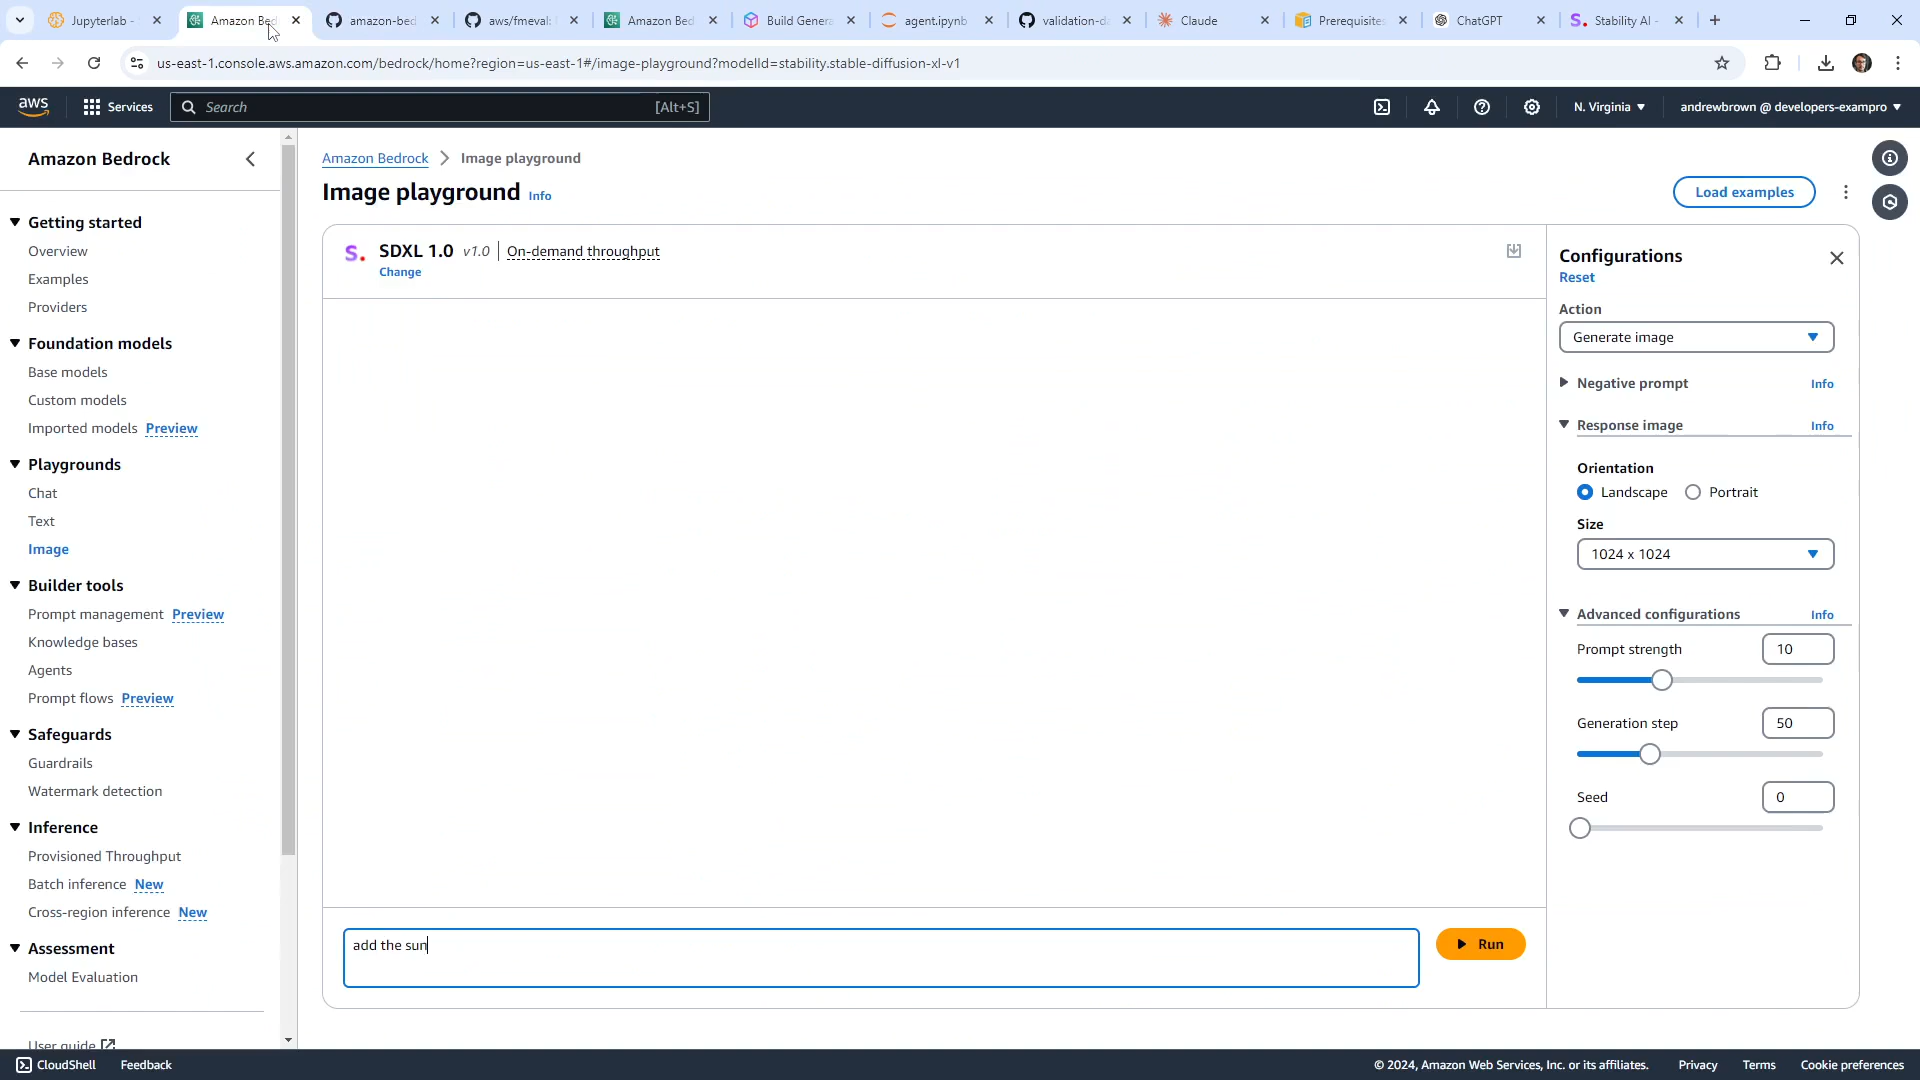 Jupyterlab -
Amazon Bed
amazon-bed
aws/fmeval:
Amazon Bed
Build Genera
agent.ipynb
validation-da
Claude
Prerequisites
ChatGPT
Stability AI -
us-east-1.console.aws.amazon.com/bedrock/home?region=us-east-1#/image-playground?modelId=stability.stable-diffusion-xl-v1
aws
Services
Search
[Alt+S]
N. Virginia
andrewbrown @ developers-exampro
Amazon Bedrock
Getting started
Overview
Examples
Providers
Foundation models
Base models
Custom models
Imported models Preview
Playgrounds
Chat
Text
Image
Builder tools
Prompt management Preview
Knowledge bases
Agents
Prompt flows Preview
Safeguards
Guardrails
Watermark detection
Inference
Provisioned Throughput
Batch inference New
Cross-region inference New
Assessment
Model Evaluation
User guide
Amazon Bedrock
Image playground
Image playground Info
Load examples
S. SDXL 1.0 v1.0 On-demand throughput
Change
add the sun
Run
Configurations
Reset
Action
Generate image
Negative prompt Info
Response image Info
Orientation
Landscape Portrait
Size
1024 x 1024
Advanced configurations Info
Prompt strength 10
Generation step 50
Seed 0
CloudShell
Feedback
© 2024, Amazon Web Services, Inc. or its affiliates.
Privacy
Terms
Cookie preferences